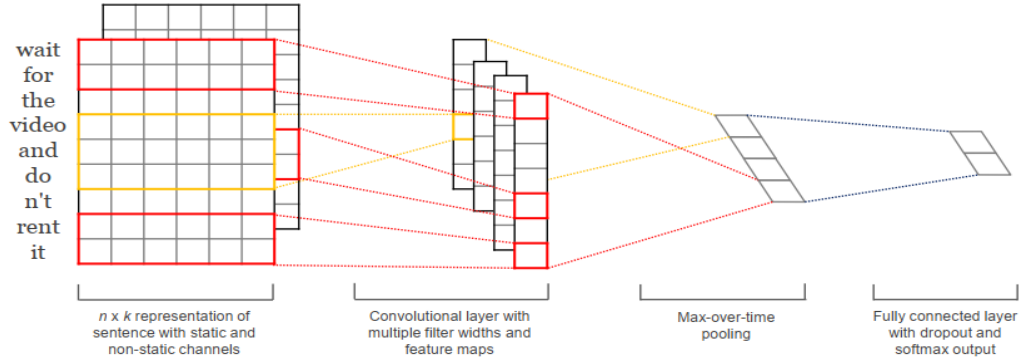 wait
for
the
video
and
do
n't
rent
it
n x k representation of
sentence with static and
non-static channels
Convolutional layer with
multiple filter widths and
feature maps
Max-over-time
pooling
Fully connected layer
with dropout and
softmax output